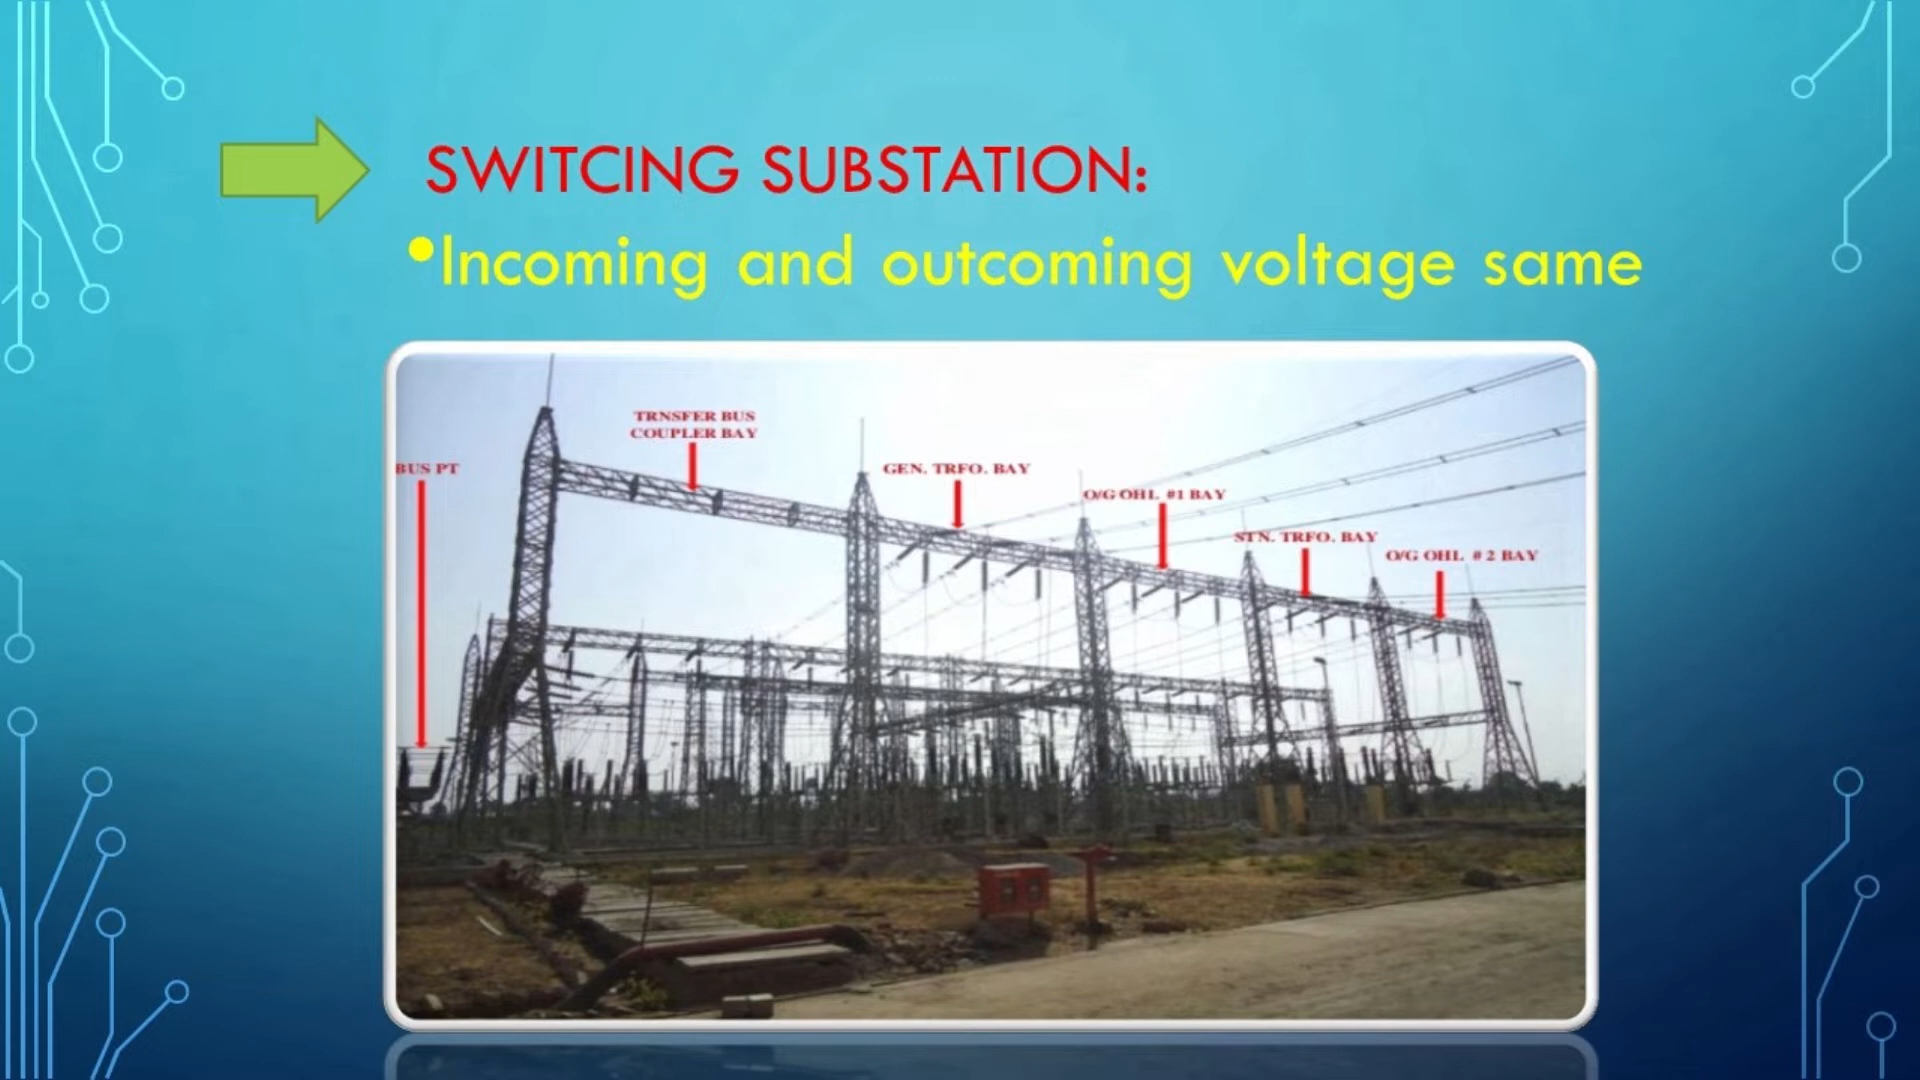 SWITCING SUBSTATION:
•Incoming and outcoming voltage same
TRNSFER BUS
COUPLER BAY
BUS PT
GEN. TRFO. BAY
O/G OHL #1 BAY
STN. TRFO. BAY
O/G OHL # 2 BAY